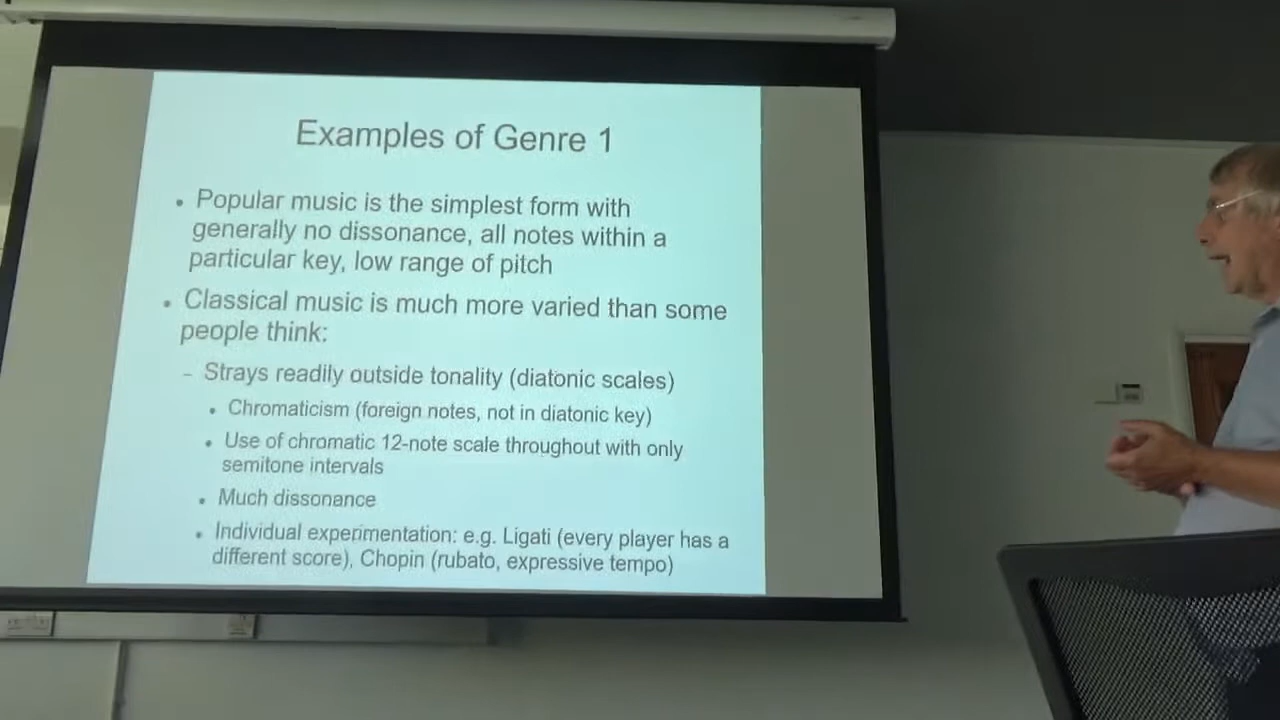 Examples of Genre 1
• Popular music is the simplest form with
generally no dissonance, all notes within a
particular key, low range of pitch
• Classical music is much more varied than some
people think:
– Strays readily outside tonality (diatonic scales)
• Chromaticism (foreign notes, not in diatonic key)
• Use of chromatic 12-note scale throughout with only
semitone intervals
• Much dissonance
• Individual experimentation: e.g. Ligati (every player has a
different score), Chopin (rubato, expressive tempo)